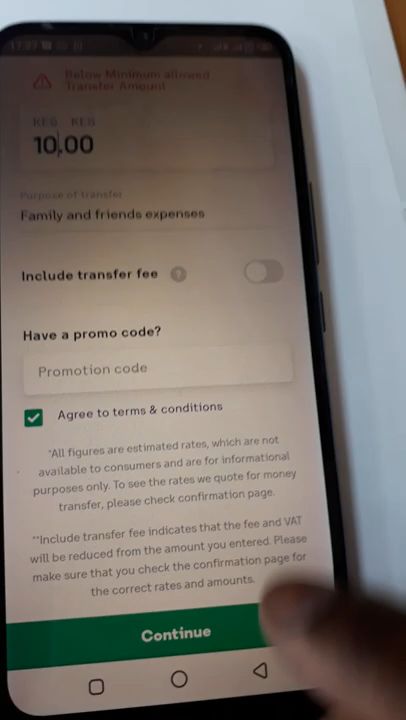 17:27
Below Minimum allowed
Transfer Amount
KES KES
10.00
Purpose of transfer
Family and friends expenses
Include transfer fee ?
Have a promo code?
Promotion code
Agree to terms & conditions
*All figures are estimated rates, which are not
available to consumers and are for informational
purposes only. To see the rates we quote for money
transfer, please check confirmation page.
**Include transfer fee indicates that the fee and VAT
will be reduced from the amount you entered. Please
make sure that you check the confirmation page for
the correct rates and amounts.
Continue